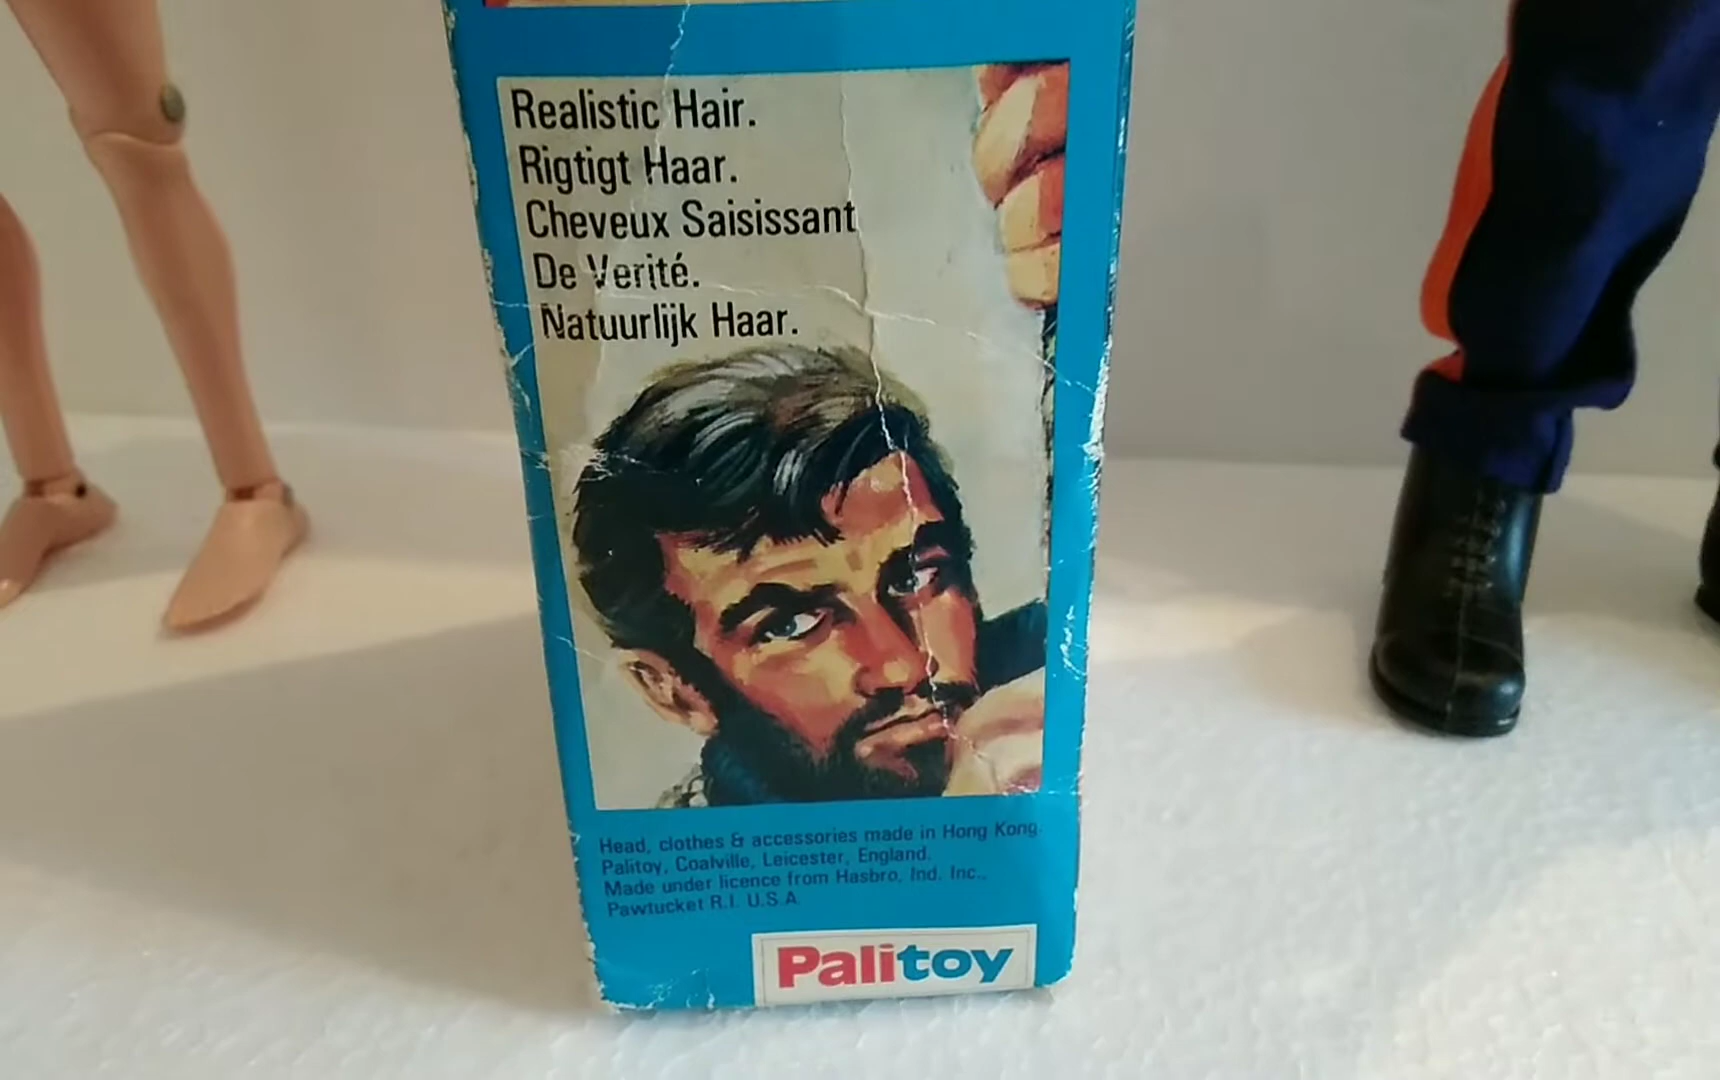 Realistic Hair.
Rigtigt Haar.
Cheveux Saisissant
De Verité.
Natuurlijk Haar.
Head, clothes & accessories made in Hong Kong.
Palitoy, Coalville, Leicester, England.
Made under licence from Hasbro, Ind. Inc.,
Pawtucket R.I. U.S.A.
Palitoy